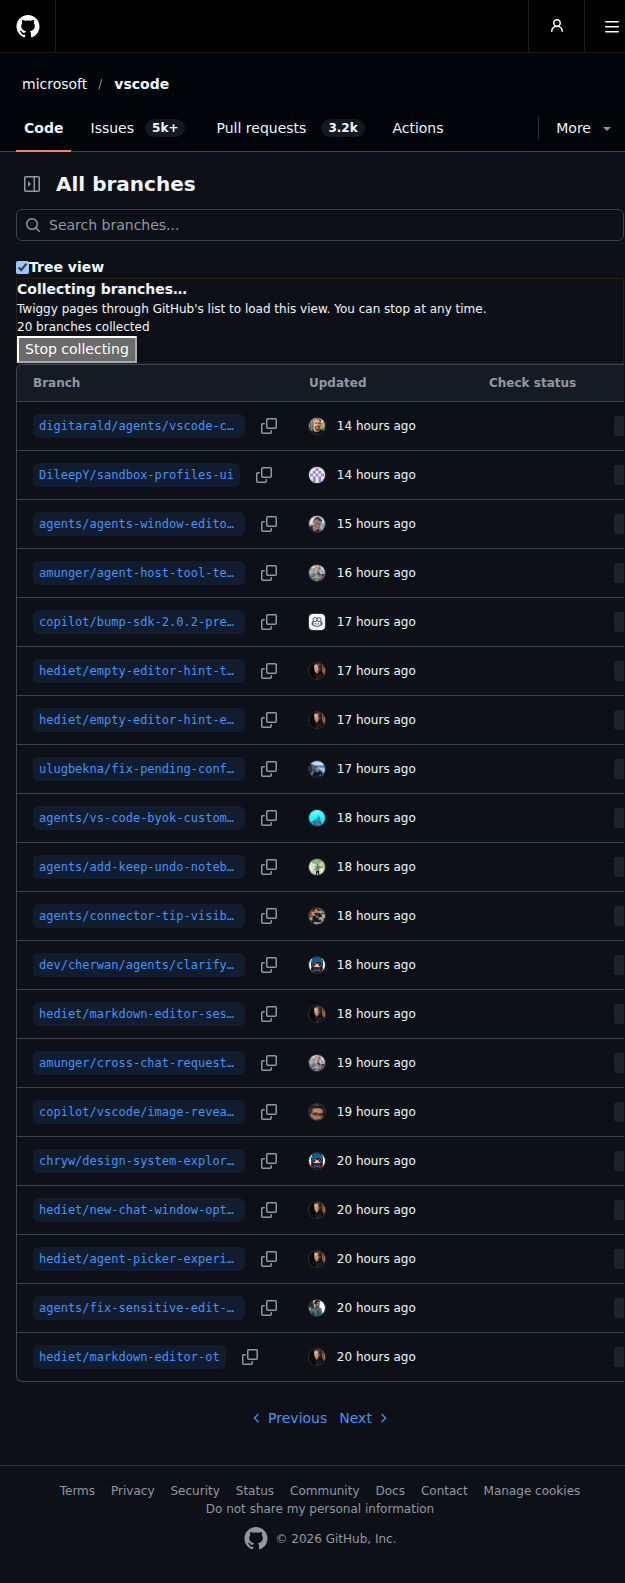 microsoft / vscode
Code Issues 5k+ Pull requests 3.2k Actions More
All branches
Search branches...
Tree view
Collecting branches…
Twiggy pages through GitHub's list to load this view. You can stop at any time.
20 branches collected
Stop collecting
Branch Updated Check status
digitarald/agents/vscode-c… 14 hours ago
DileepY/sandbox-profiles-ui 14 hours ago
agents/agents-window-edito… 15 hours ago
amunger/agent-host-tool-te… 16 hours ago
copilot/bump-sdk-2.0.2-pre… 17 hours ago
hediet/empty-editor-hint-t… 17 hours ago
hediet/empty-editor-hint-e… 17 hours ago
ulugbekna/fix-pending-conf… 17 hours ago
agents/vs-code-byok-custom… 18 hours ago
agents/add-keep-undo-noteb… 18 hours ago
agents/connector-tip-visib… 18 hours ago
dev/cherwan/agents/clarify… 18 hours ago
hediet/markdown-editor-ses… 18 hours ago
amunger/cross-chat-request… 19 hours ago
copilot/vscode/image-revea… 19 hours ago
chryw/design-system-explor… 20 hours ago
hediet/new-chat-window-opt… 20 hours ago
hediet/agent-picker-experi… 20 hours ago
agents/fix-sensitive-edit-… 20 hours ago
hediet/markdown-editor-ot 20 hours ago
Previous Next
Terms Privacy Security Status Community Docs Contact Manage cookies
Do not share my personal information
© 2026 GitHub, Inc.